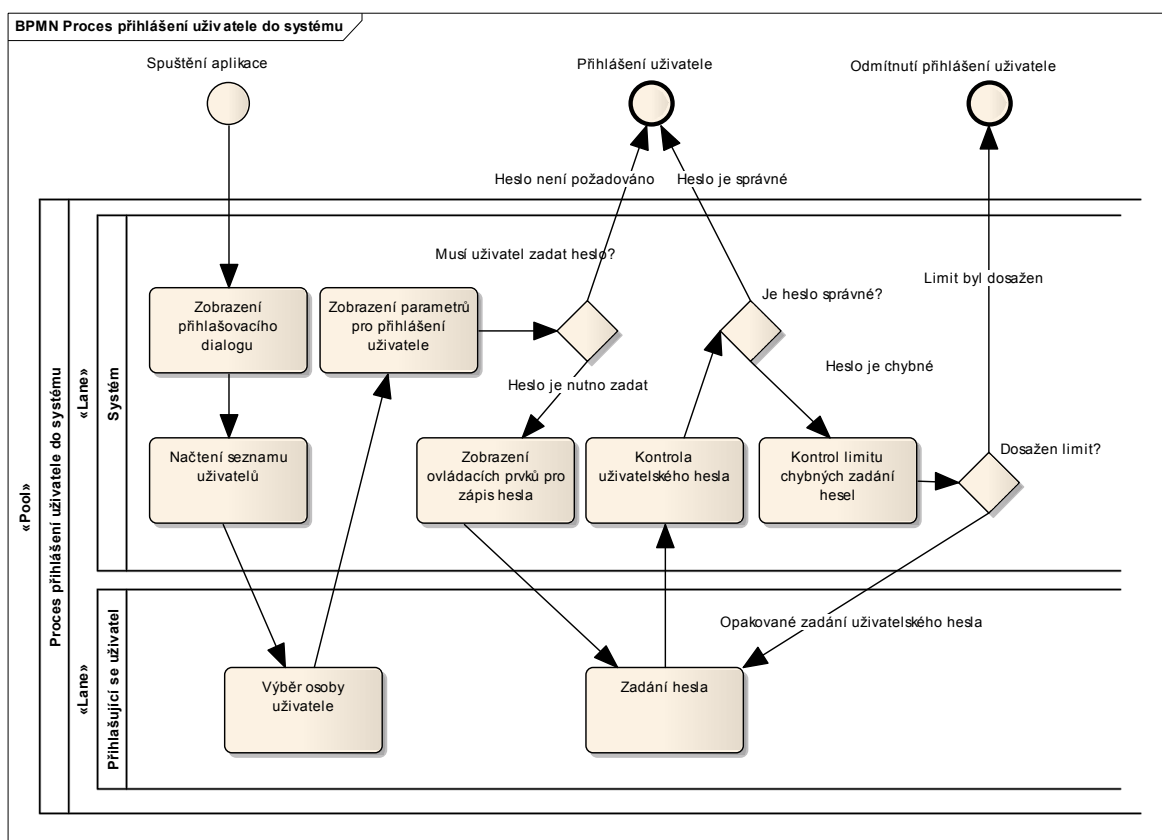 BPMN Proces přihlášení uživatele do systému
Spuštění aplikace
Přihlášení uživatele
Odmítnutí přihlášení uživatele
Heslo není požadováno
Heslo je správné
«Pool»
Proces přihlášení uživatele do systému
«Lane»
Systém
Musí uživatel zadat heslo?
Limit byl dosažen
Zobrazení
přihlašovacího
dialogu
Zobrazení parametrů
pro přihlášení
uživatele
Je heslo správné?
Heslo je nutno zadat
Heslo je chybné
Načtení seznamu
uživatelů
Zobrazení
ovládacích prvků pro
zápis hesla
Kontrola
uživatelského hesla
Kontrol limitu
chybných zadání
hesel
Dosažen limit?
«Lane»
Přihlašující se uživatel
Opakované zadání uživatelského hesla
Výběr osoby
uživatele
Zadání hesla